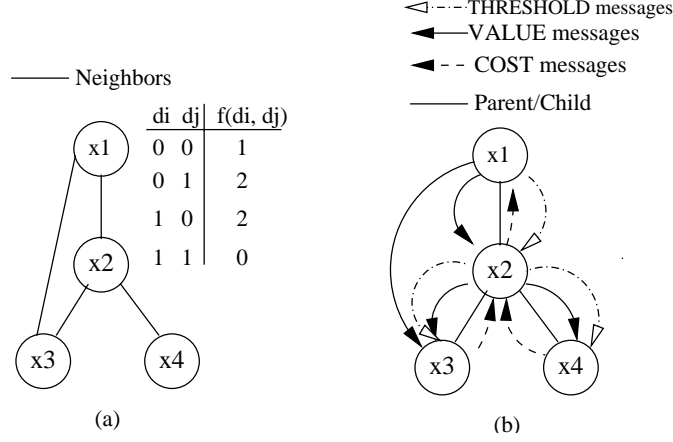 Neighbors
x1
x2
x3
x4
di dj f(di, dj)
0 0 1
0 1 2
1 0 2
1 1 0
(a)
THRESHOLD messages
VALUE messages
COST messages
Parent/Child
x1
x2
x3
x4
(b)